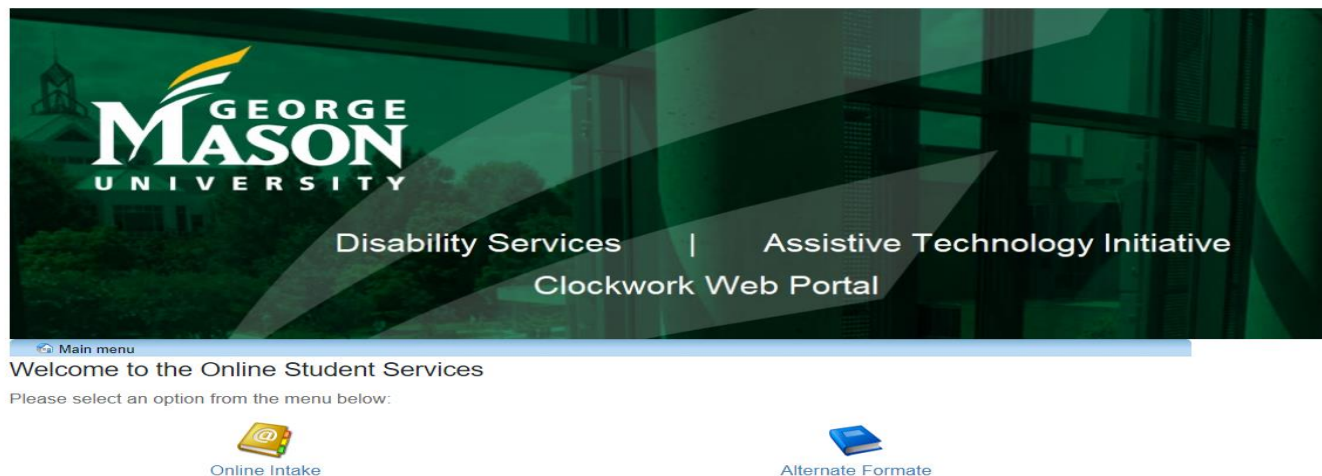 GEORGE
MASON
UNIVERSITY
Disability Services | Assistive Technology Initiative
Clockwork Web Portal
Main menu
Welcome to the Online Student Services
Please select an option from the menu below:
Online Intake Alternate Formate